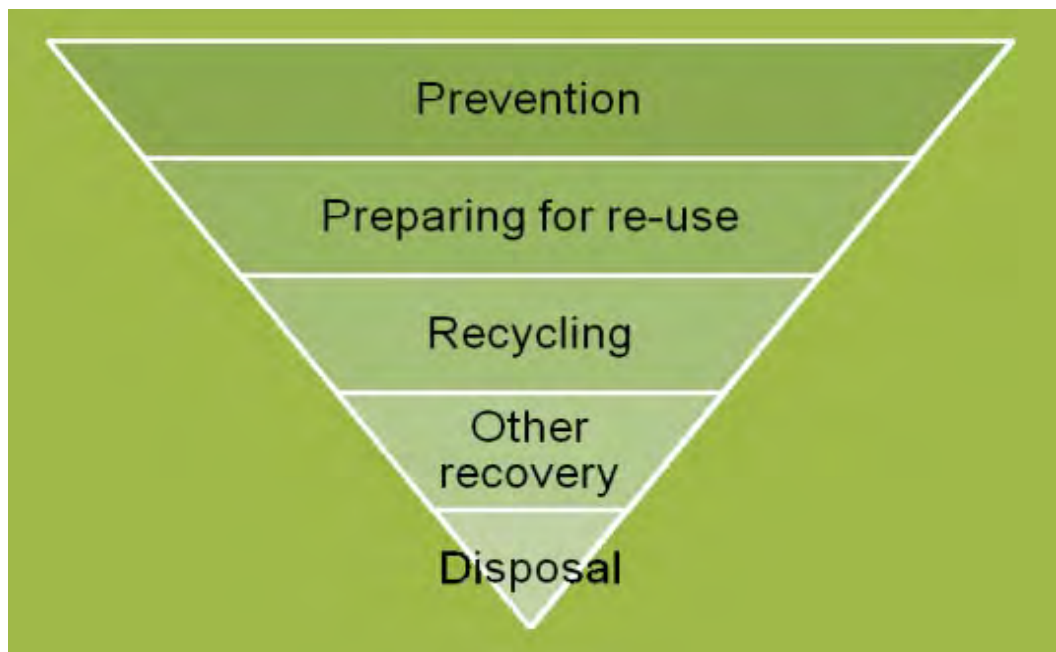 Prevention
Preparing for re-use
Recycling
Other
recovery
Disposal